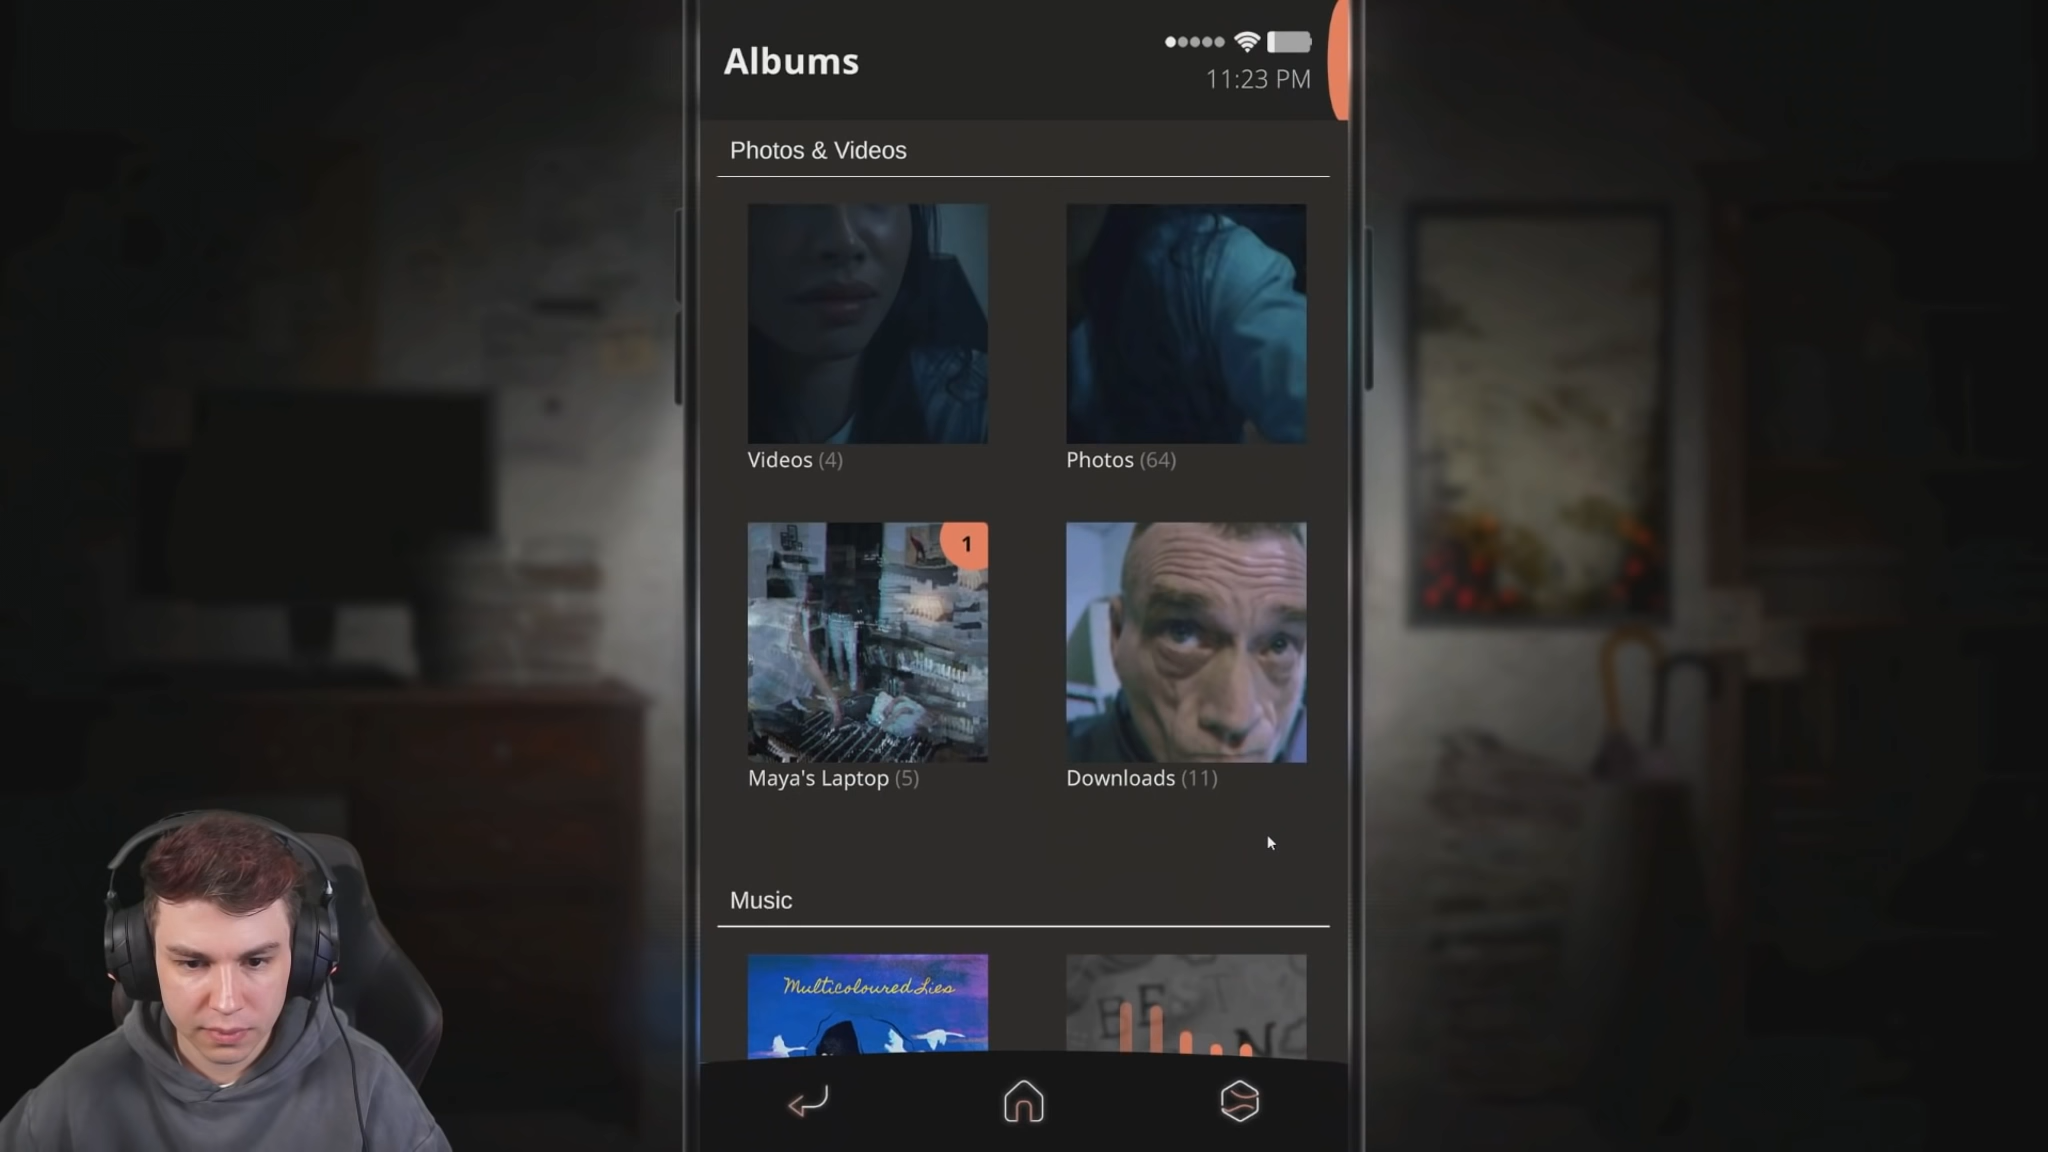 Albums
11:23 PM
Photos & Videos
Videos (4)
Photos (64)
1
Maya's Laptop (5)
Downloads (11)
Music
Multicoloured Lies
BEST